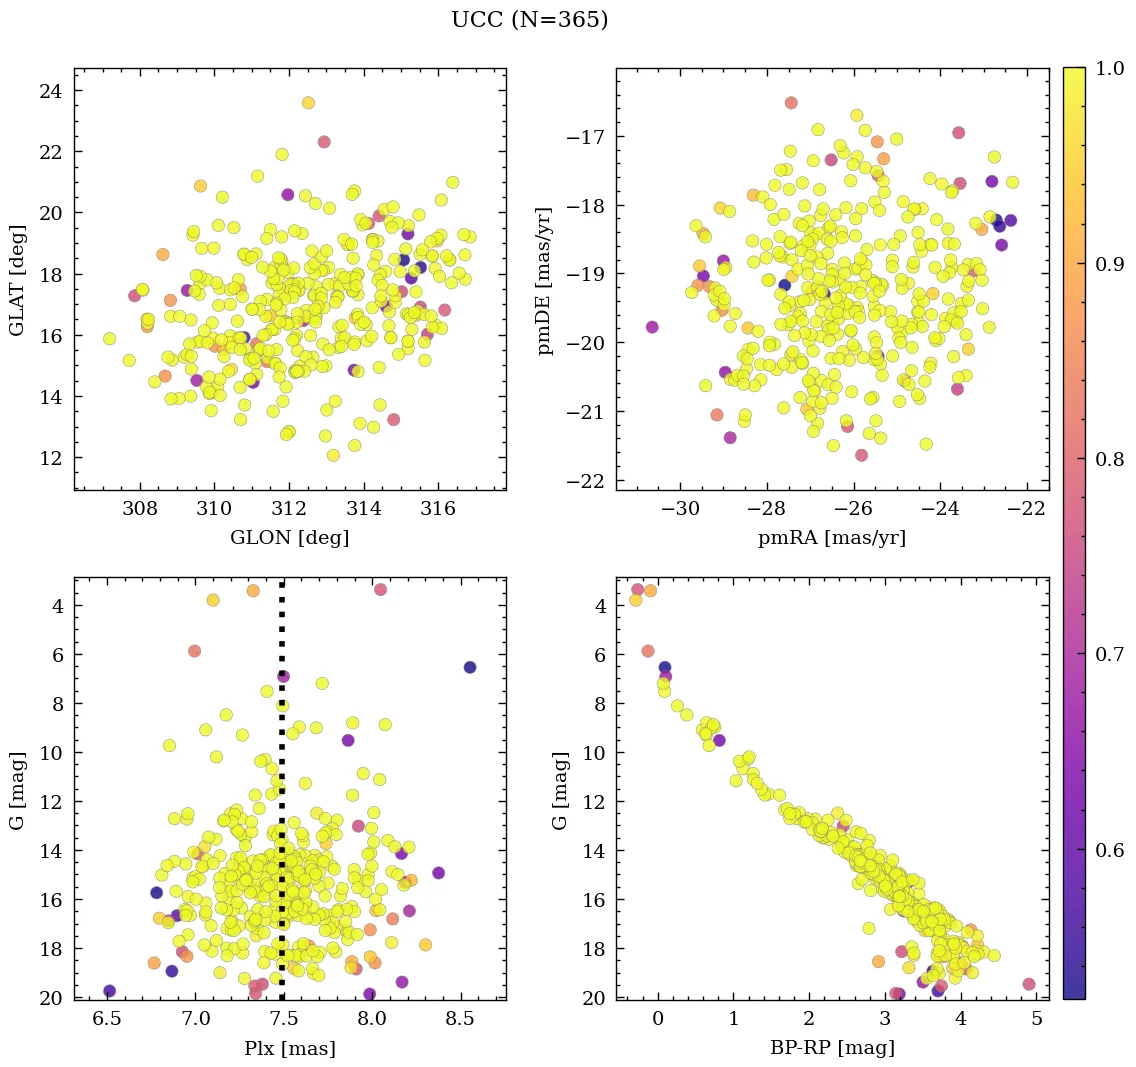 UCC (N=365)
24
22
20
18
16
14
12
GLAT [deg]
308 310 312 314 316
GLON [deg]
−17
−18
−19
−20
−21
−22
pmDE [mas/yr]
−30 −28 −26 −24 −22
pmRA [mas/yr]
1.0
0.9
0.8
0.7
0.6
4
6
8
10
12
14
16
18
20
G [mag]
6.5 7.0 7.5 8.0 8.5
Plx [mas]
4
6
8
10
12
14
16
18
20
G [mag]
0 1 2 3 4 5
BP-RP [mag]